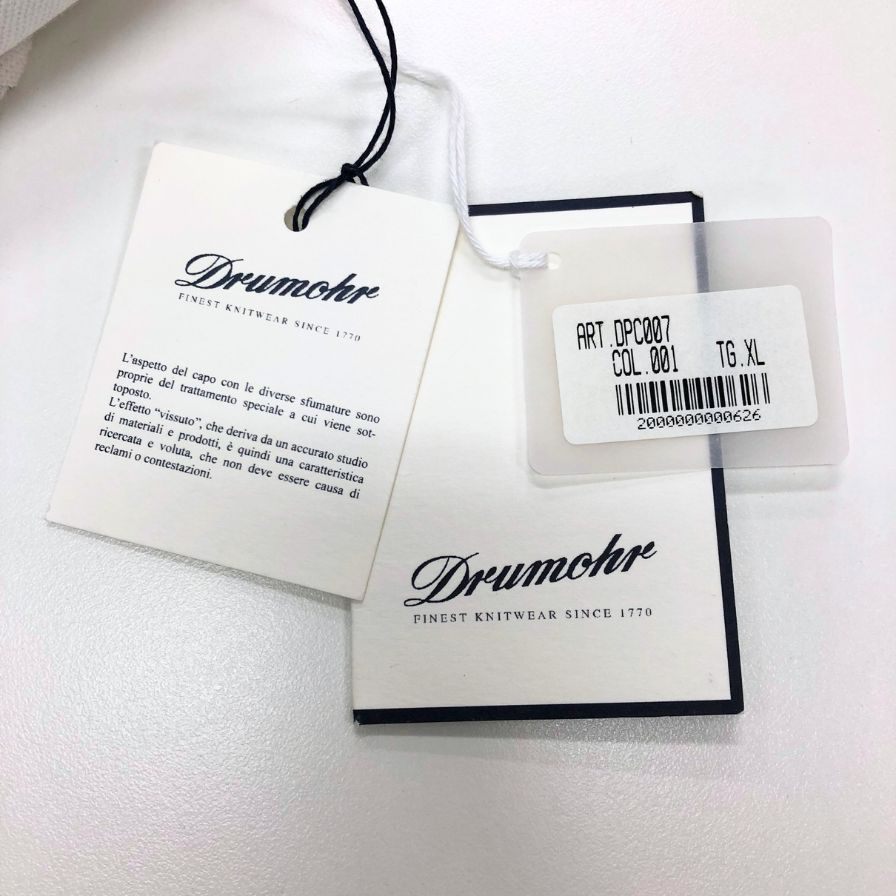 Drumohr
FINEST KNITWEAR SINCE 1770
L'aspetto del capo con le diverse sfumature sono
proprie del trattamento speciale a cui viene sot-
toposto.
L'effetto “vissuto”, che deriva da un accurato studio
di materiali e prodotti, è quindi una caratteristica
ricercata e voluta, che non deve essere causa di
reclami o contestazioni.
ART.DPC007
COL.001 TG.XL
2000000000626
Drumohr
FINEST KNITWEAR SINCE 1770